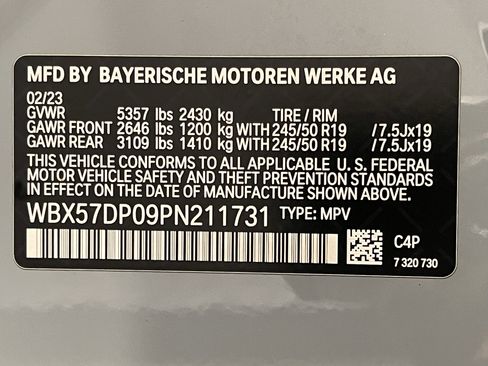 MFD BY BAYERISCHE MOTOREN WERKE AG
02/23
GVWR 5357 lbs 2430 kg TIRE / RIM
GAWR FRONT 2646 lbs 1200 kg WITH 245/50 R19 /7.5Jx19
GAWR REAR 3109 lbs 1410 kg WITH 245/50 R19 /7.5Jx19
THIS VEHICLE CONFORMS TO ALL APPLICABLE U. S. FEDERAL
MOTOR VEHICLE SAFETY AND THEFT PREVENTION STANDARDS
IN EFFECT ON THE DATE OF MANUFACTURE SHOWN ABOVE.
WBX57DP09PN211731 TYPE: MPV
C4P
7 320 730